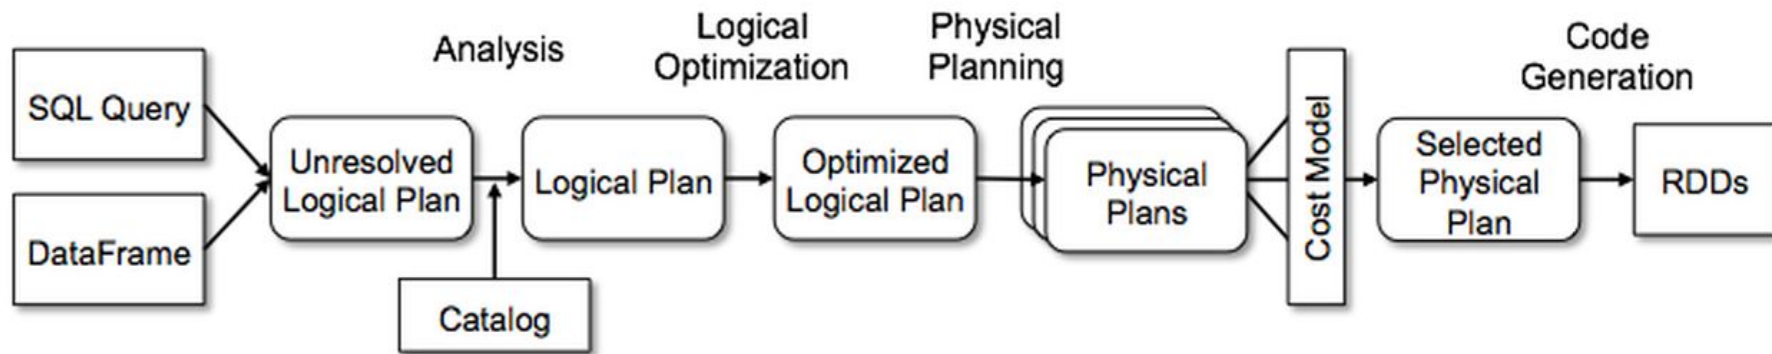 Analysis
Logical
Optimization
Physical
Planning
Code
Generation
SQL Query
DataFrame
Unresolved
Logical Plan
Catalog
Logical Plan
Optimized
Logical Plan
Physical
Plans
Cost Model
Selected
Physical
Plan
RDDs